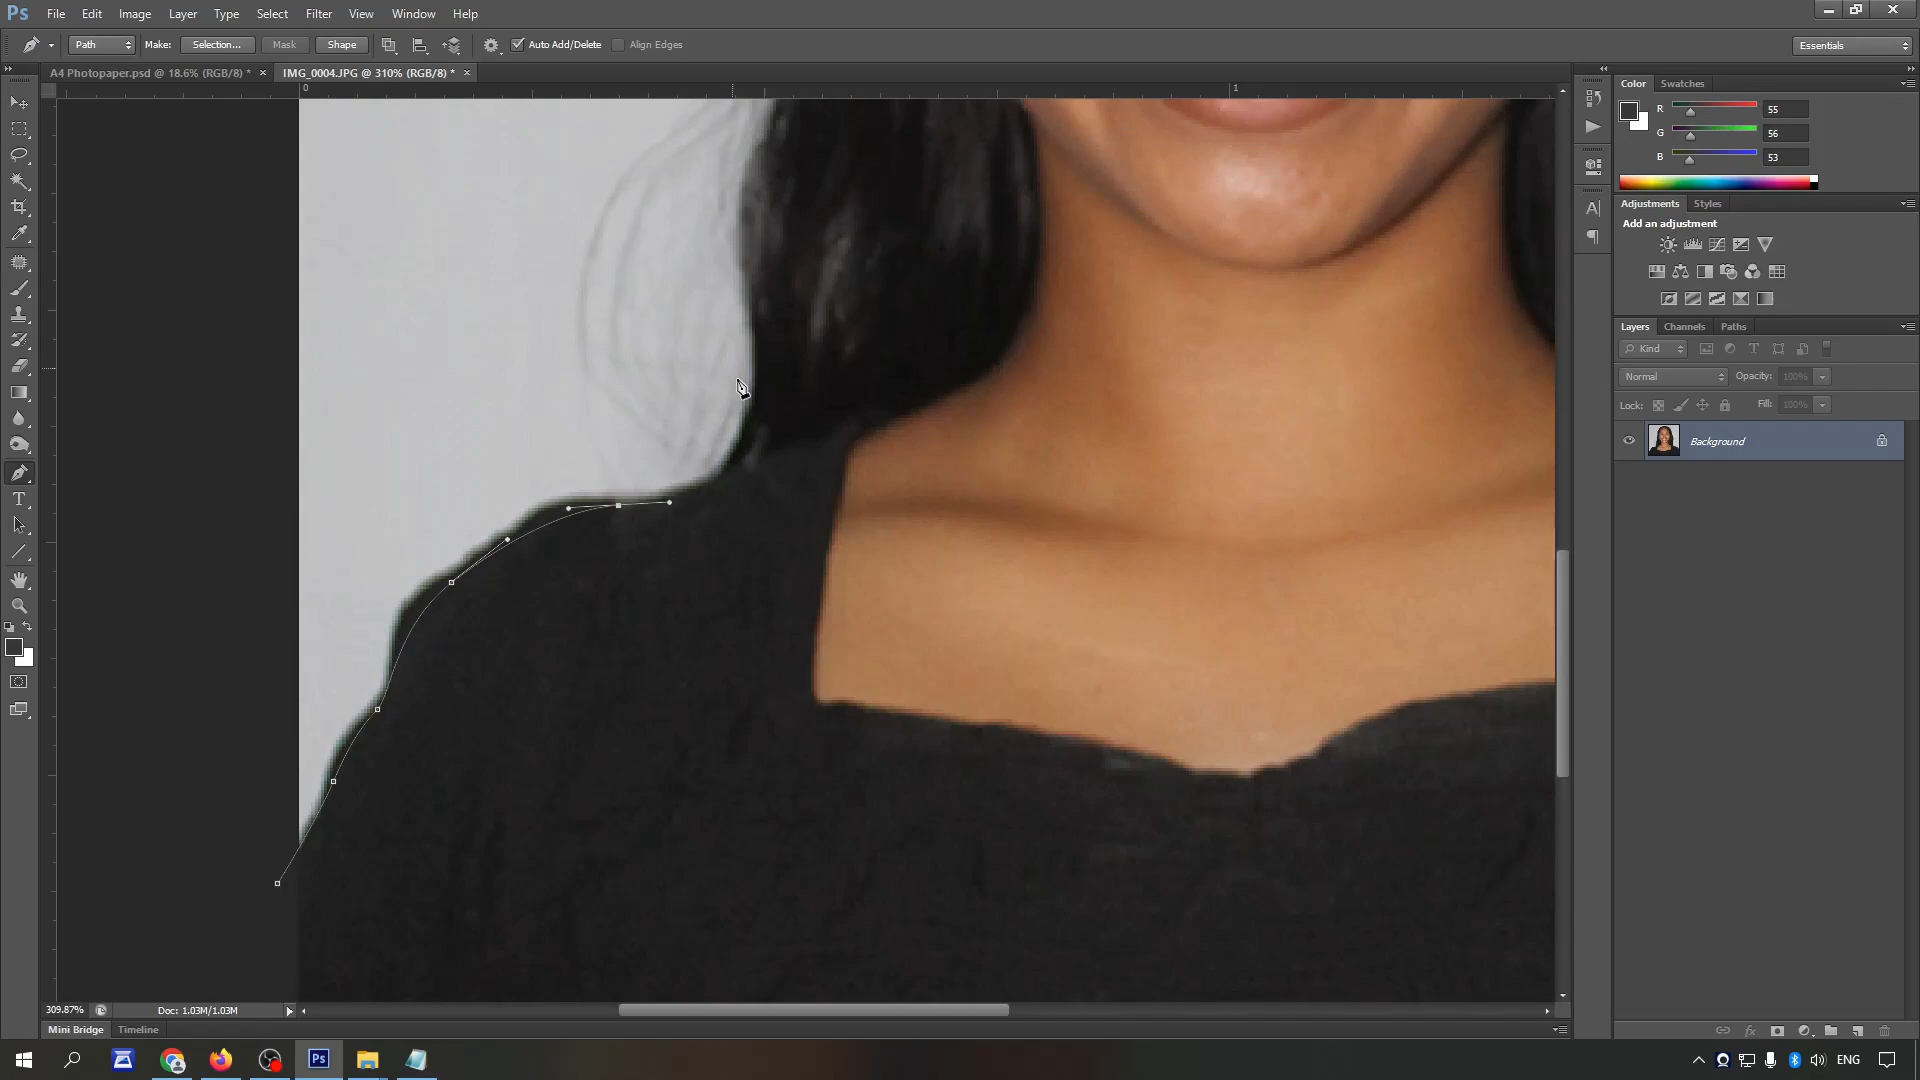 Ps File Edit Image Layer Type Select Filter View Window Help
Path Make: Selection... Mask Shape Auto Add/Delete Align Edges Essentials
A4 Photopaper.psd @ 18.6% (RGB/8) * × IMG_0004.JPG @ 310% (RGB/8) * ×
0 1
Color Swatches
R 55
G 56
B 53
Adjustments Styles
Add an adjustment
Layers Channels Paths
Kind
Normal Opacity: 100%
Lock: Fill: 100%
Background
309.87% Doc: 1.03M/1.03M
Mini Bridge Timeline
Ps ENG